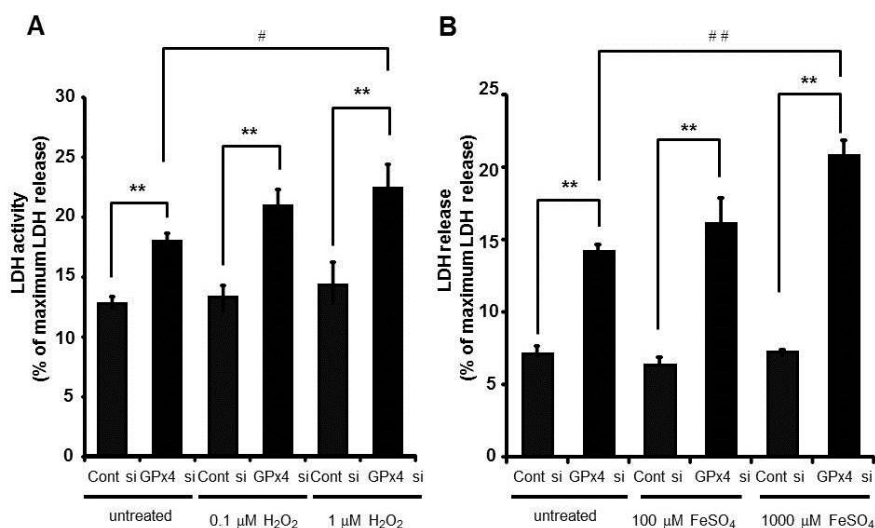 A
#
30
25
20
15
10
5
0
**
**
**
LDH activity
(% of maximum LDH release)
Cont si GPx4 si Cont si GPx4 si Cont si GPx4 si
untreated 0.1 µM H₂O₂ 1 µM H₂O₂
B
# #
25
20
15
10
5
0
**
**
**
LDH release
(% of maximum LDH release)
Cont si GPx4 si Cont si GPx4 si Cont si GPx4 si
untreated 100 µM FeSO₄ 1000 µM FeSO₄